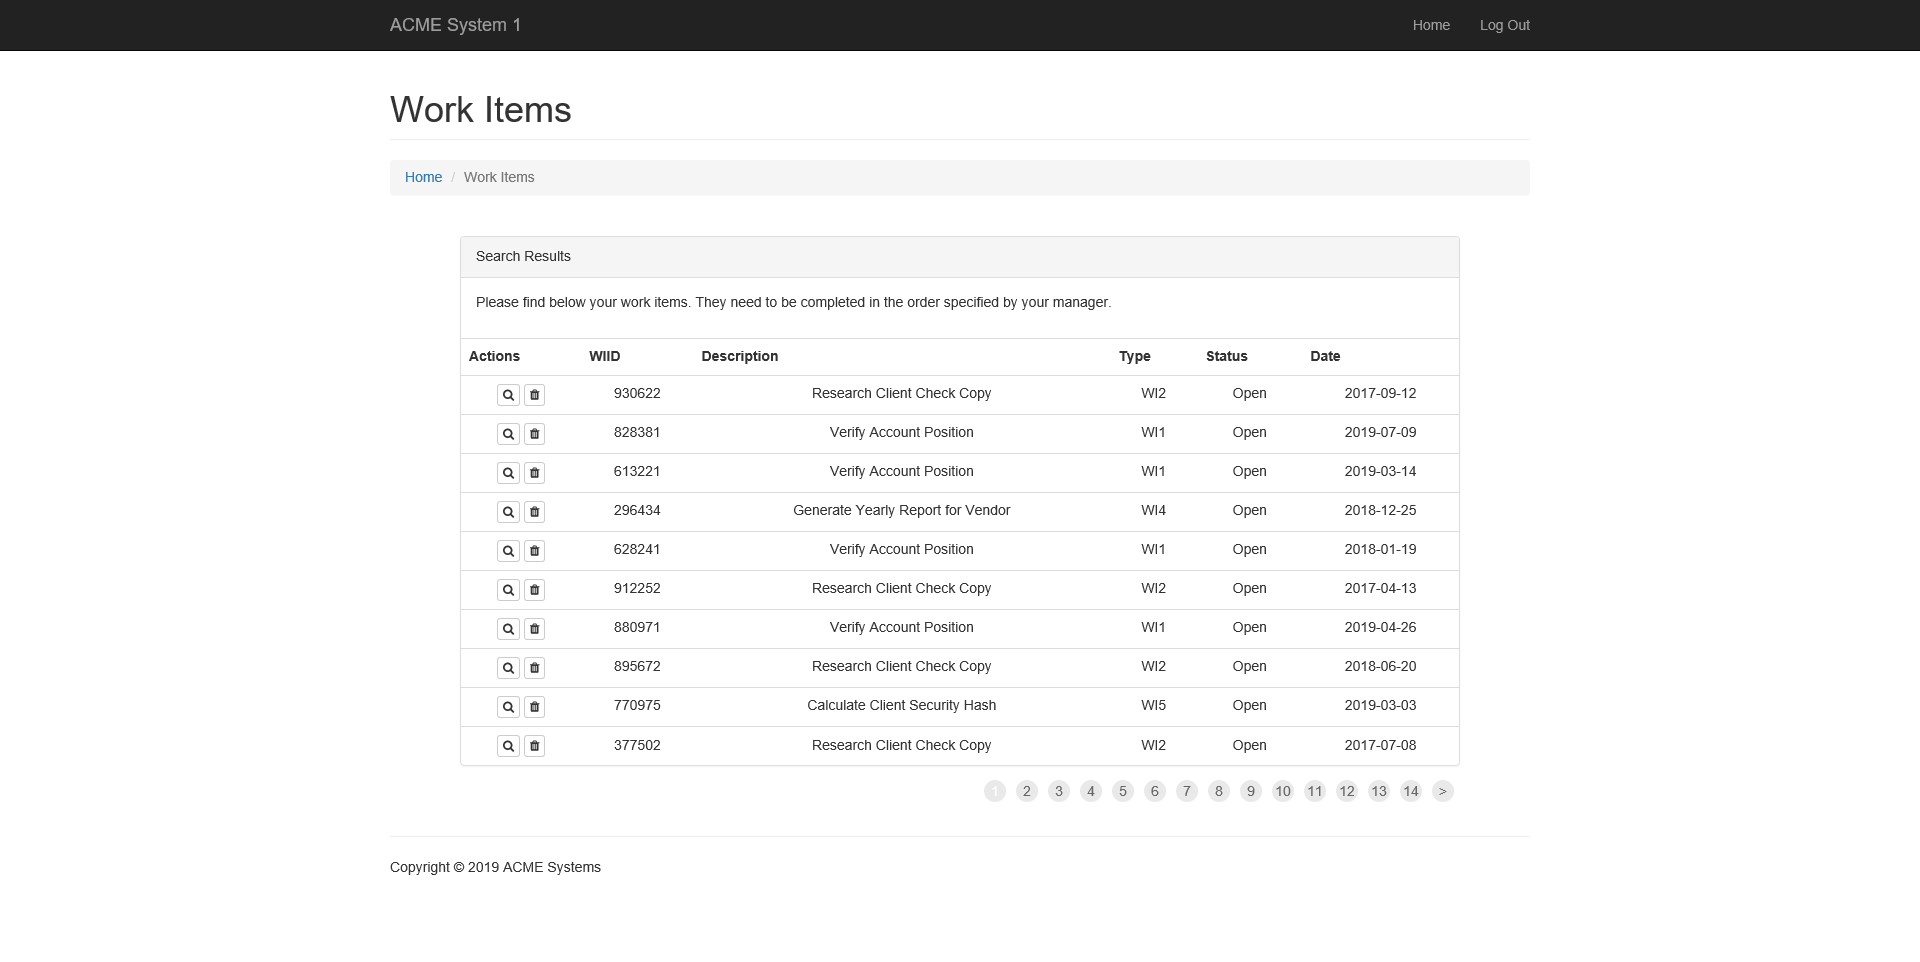 ACME System 1 Home Log Out
Work Items
Home / Work Items
Search Results
Please find below your work items. They need to be completed in the order specified by your manager.
Actions WIID Description Type Status Date
930622 Research Client Check Copy WI2 Open 2017-09-12
828381 Verify Account Position WI1 Open 2019-07-09
613221 Verify Account Position WI1 Open 2019-03-14
296434 Generate Yearly Report for Vendor WI4 Open 2018-12-25
628241 Verify Account Position WI1 Open 2018-01-19
912252 Research Client Check Copy WI2 Open 2017-04-13
880971 Verify Account Position WI1 Open 2019-04-26
895672 Research Client Check Copy WI2 Open 2018-06-20
770975 Calculate Client Security Hash WI5 Open 2019-03-03
377502 Research Client Check Copy WI2 Open 2017-07-08
1 2 3 4 5 6 7 8 9 10 11 12 13 14 >
Copyright © 2019 ACME Systems